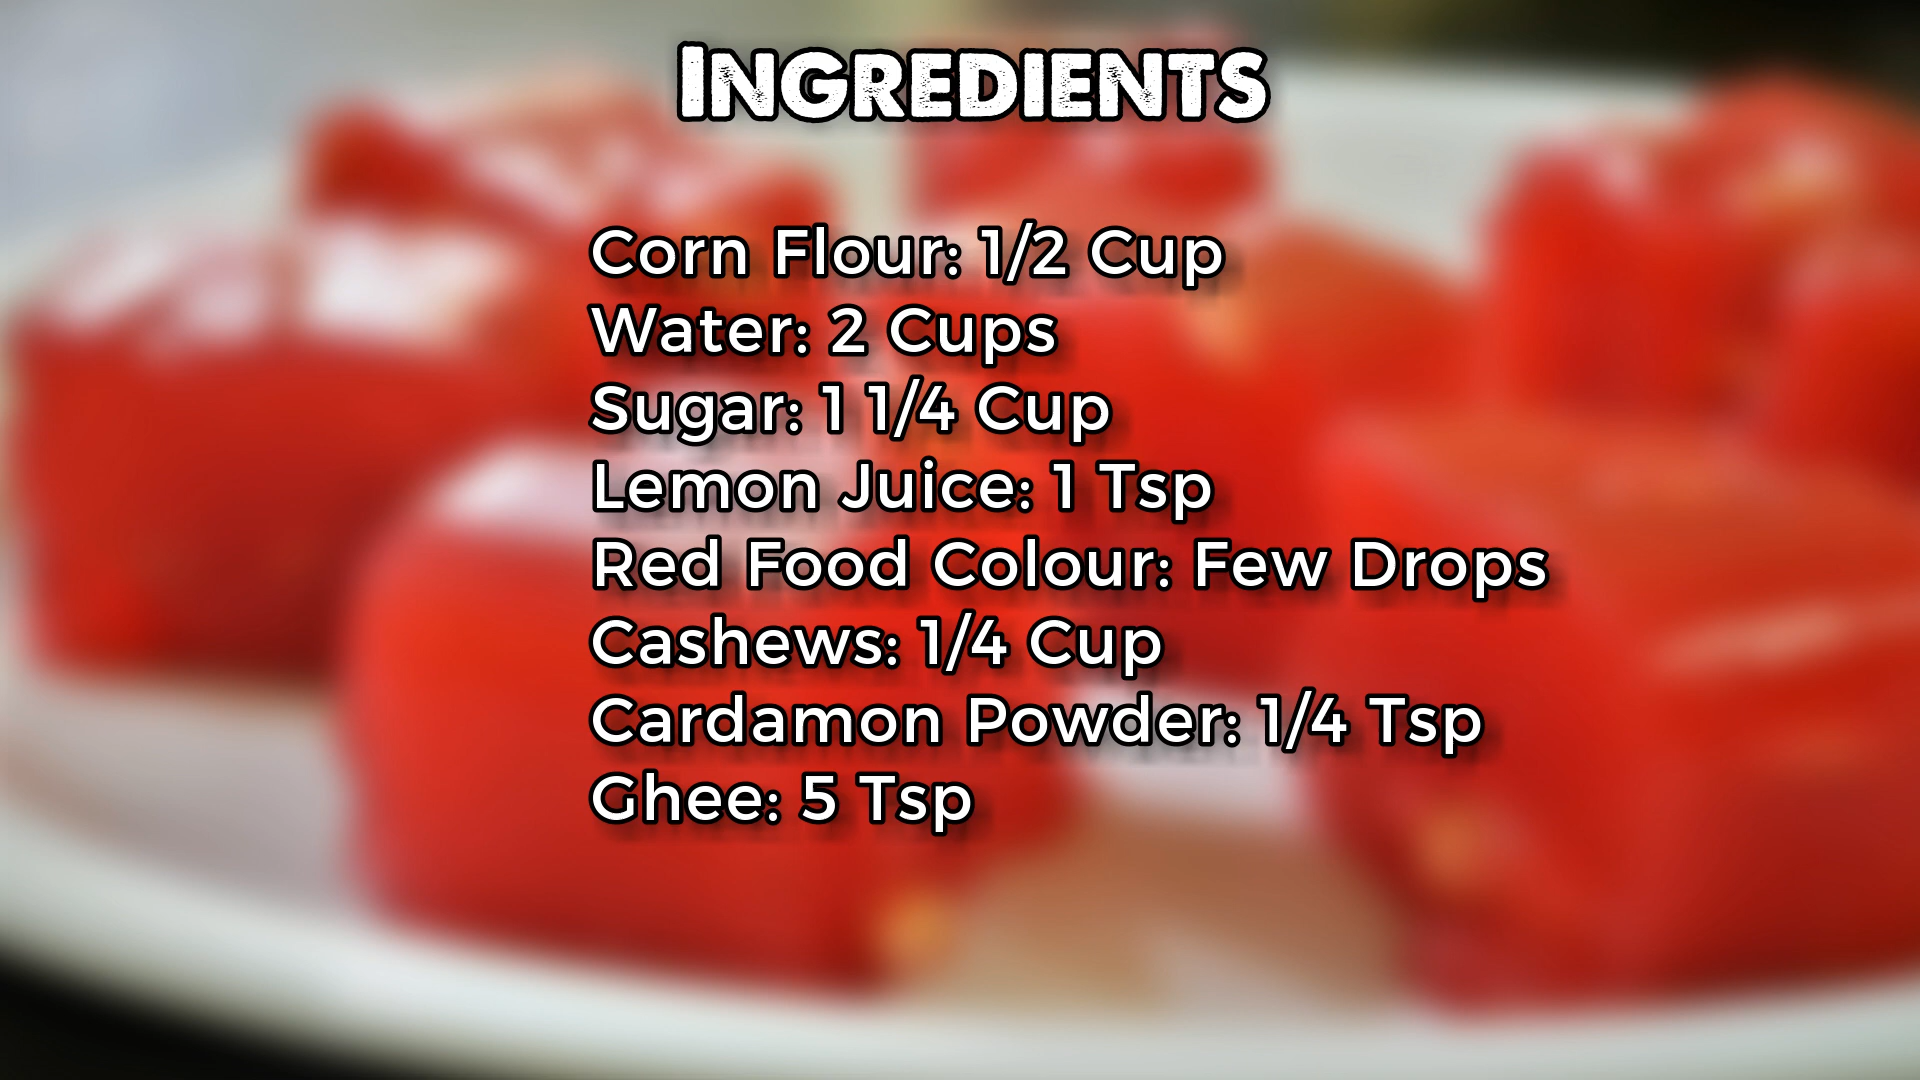 Ingredients
Corn Flour: 1/2 Cup
Water: 2 Cups
Sugar: 1 1/4 Cup
Lemon Juice: 1 Tsp
Red Food Colour: Few Drops
Cashews: 1/4 Cup
Cardamon Powder: 1/4 Tsp
Ghee: 5 Tsp